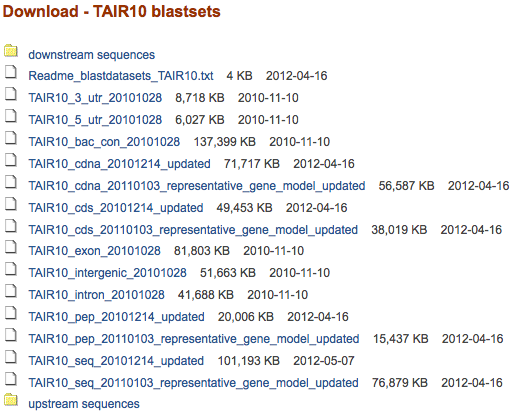 Download - TAIR10 blastsets
downstream sequences
Readme_blastdatasets_TAIR10.txt 4 KB 2012-04-16
TAIR10_3_utr_20101028 8,718 KB 2010-11-10
TAIR10_5_utr_20101028 6,027 KB 2010-11-10
TAIR10_bac_con_20101028 137,399 KB 2010-11-10
TAIR10_cdna_20101214_updated 71,717 KB 2012-04-16
TAIR10_cdna_20110103_representative_gene_model_updated 56,587 KB 2012-04-16
TAIR10_cds_20101214_updated 49,453 KB 2012-04-16
TAIR10_cds_20110103_representative_gene_model_updated 38,019 KB 2012-04-16
TAIR10_exon_20101028 81,803 KB 2010-11-10
TAIR10_intergenic_20101028 51,663 KB 2010-11-10
TAIR10_intron_20101028 41,688 KB 2010-11-10
TAIR10_pep_20101214_updated 20,006 KB 2012-04-16
TAIR10_pep_20110103_representative_gene_model_updated 15,437 KB 2012-04-16
TAIR10_seq_20101214_updated 101,193 KB 2012-05-07
TAIR10_seq_20110103_representative_gene_model_updated 76,879 KB 2012-04-16
upstream sequences